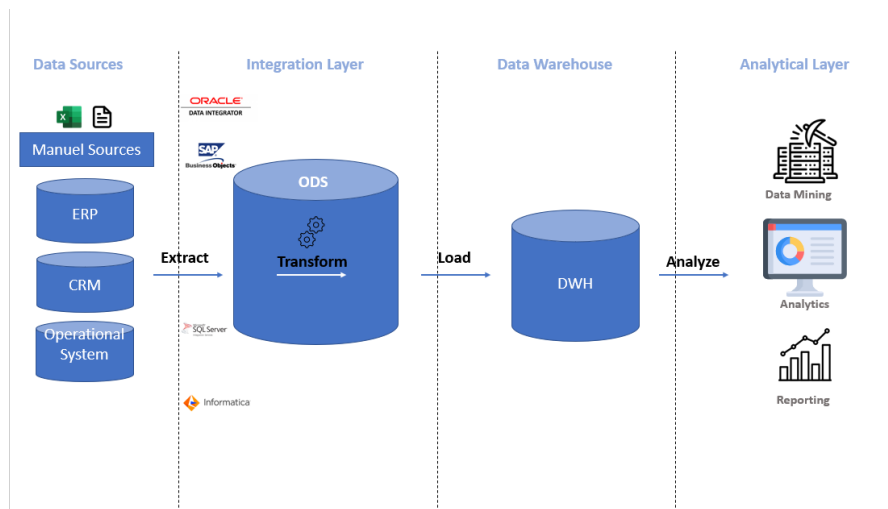 Data Sources
Integration Layer
Data Warehouse
Analytical Layer
X
Manuel Sources
ERP
CRM
Operational
System
Extract
ORACLE
DATA INTEGRATOR
SAP
Business Objects
ODS
Transform
SQL Server
Informatica
Load
DWH
Analyze
Data Mining
Analytics
Reporting